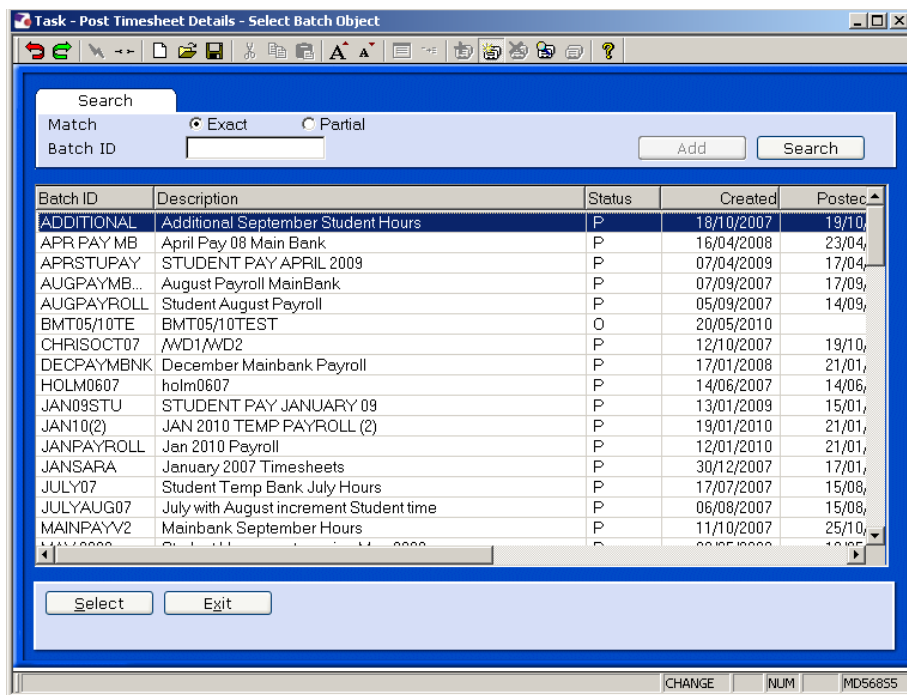 Task - Post Timesheet Details - Select Batch Object
Search
Match Exact Partial
Batch ID Add Search
Batch ID Description Status Created Posted
ADDITIONAL Additional September Student Hours P 18/10/2007 19/10/
APR PAY MB April Pay 08 Main Bank P 16/04/2008 23/04/
APRSTUPAY STUDENT PAY APRIL 2009 P 07/04/2009 17/04/
AUGPAYMB... August Payroll MainBank P 07/09/2007 17/09/
AUGPAYROLL Student August Payroll P 05/09/2007 14/09/
BMT05/10TE BMT05/10TEST O 20/05/2010
CHRISOCT07 /WD1/WD2 P 12/10/2007 19/10/
DECPAYMBNK December Mainbank Payroll P 17/01/2008 21/01/
HOLM0607 holm0607 P 14/06/2007 14/06/
JAN09STU STUDENT PAY JANUARY 09 P 13/01/2009 15/01/
JAN10(2) JAN 2010 TEMP PAYROLL (2) P 19/01/2010 21/01/
JANPAYROLL Jan 2010 Payroll P 12/01/2010 21/01/
JANSARA January 2007 Timesheets P 30/12/2007 17/01/
JULY07 Student Temp Bank July Hours P 17/07/2007 15/08/
JULYAUG07 July with August increment Student time P 06/08/2007 15/08/
MAINPAYV2 Mainbank September Hours P 11/10/2007 25/10/
Select Exit
CHANGE NUM MD56855